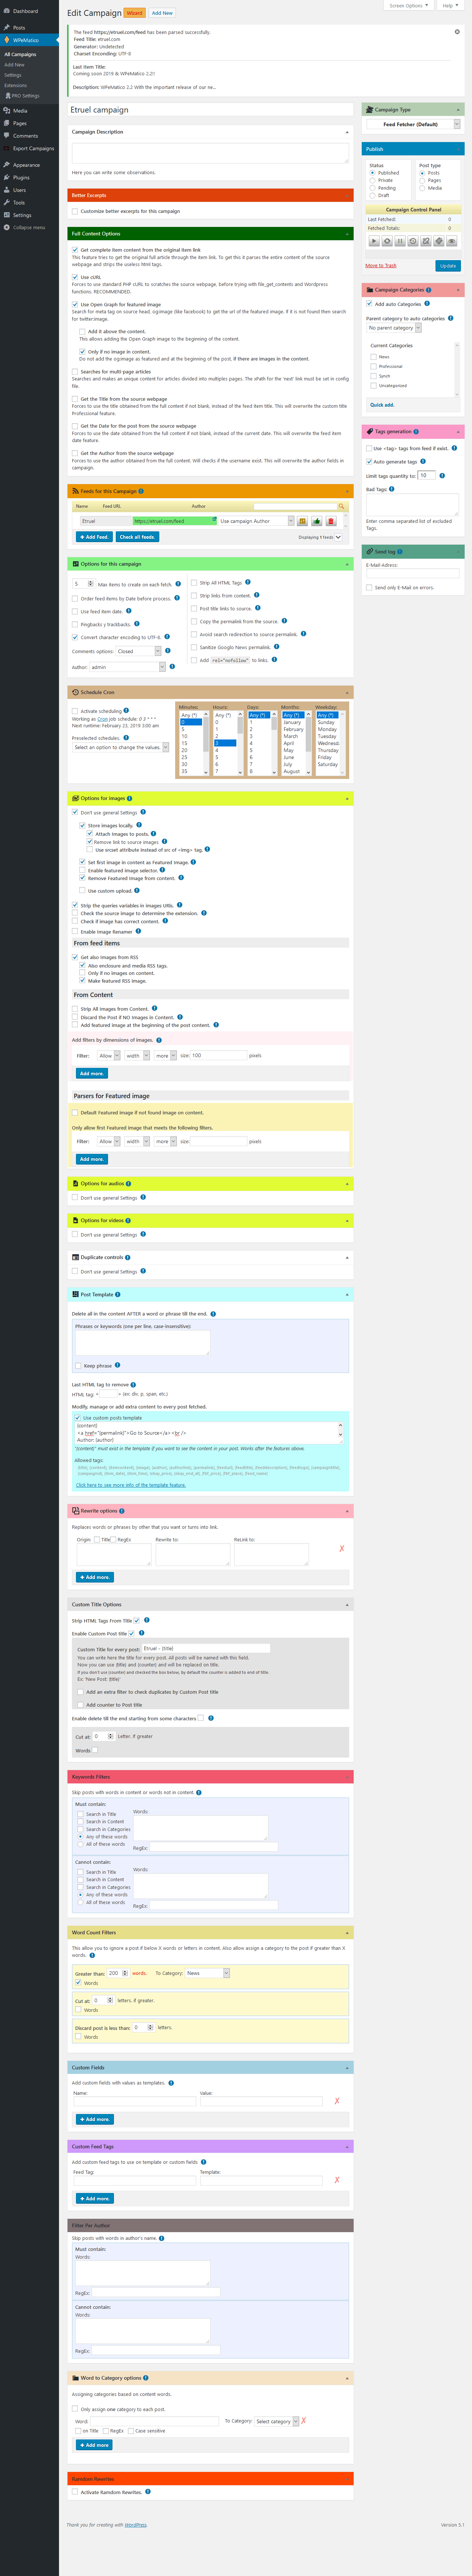 Dashboard
Posts
WPeMatico
All Campaigns
Add New
Settings
Extensions
PRO Settings
Media
Pages
Comments
Export Campaigns
Appearance
Plugins
Users
Tools
Settings
Collapse menu
Screen Options
Help
Edit Campaign
Wizard
Add New
The feed https://etruel.com/feed has been parsed successfully.
Feed Title: etruel.com
Generator: Undetected
Charset Enconding: UTF-8
Last Item Title:
Coming soon 2019 & WPeMatico 2.2!
Description: WPeMatico 2.2 With the important release of our ne...
Etruel campaign
Campaign Description
Here you can write some observations.
Better Excerpts
Customize better excerpts for this campaign
Full Content Options
Get complete item content from the original item link
This feature tries to get the original full article through the item link. To get this it parses the entire content of the source
webpage and strips the useless html tags.
Use cURL
Forces to use standard PHP cURL to scratches the source webpage, before trying with file_get_contents and Wordpress
functions. RECOMMENDED.
Use Open Graph for featured image
Add it above the content.
This allows adding the Open Graph image to the beginning of the content.
Only if no image in content.
Do not add the og:image as featured and at the beginning of the post, if there are images in the content.
Searches for multi-page articles
Searches and makes an unique content for articles divided into multiples pages. The xPath for the 'next' link must be set in config
file.
Get the Title from the source webpage
Forces to use the title obtained from the full content if not blank, instead of the feed item title. This will overwrite the custom title
Professional feature.
Get the Date for the post from the source webpage
Forces to use the date obtained from the full content if not blank, instead of the current date. This will overwrite the feed item
date feature.
Get the Author from the source webpage
Forces to use the author obtained from the full content. Will checks if the username exist. This will overwrite the author fields in
campaign.
Feeds for this Campaign
Name Feed URL Author
Etruel https://etruel.com/feed Use campaign Author
Add Feed. Check all feeds.
Displaying 1 feeds
Options for this campaign
5 Max items to create on each fetch.
Order feed items by Date before process.
Use feed item date.
Pingbacks y trackbacks.
Convert character encoding to UTF-8.
Comments options: Closed
Author: admin
Strip All HTML Tags
Strip links from content.
Post title links to source.
Copy the permalink from the source.
Avoid search redirection to source permalink.
Sanitize Google News permalink.
Add rel="nofollow" to links.
Schedule Cron
Activate scheduling
Working as Cron job schedule: 0 3 * * *
Next runtime: February 22, 2019 3:00 am
Preselected schedules.
Select an option to change the values.
Minutes: Hours: Days: Months: Weekday:
Any (*) Any (*) Any (*) Any (*) Any (*)
0 0 1 January Sunday
5 1 2 February Monday
10 2 3 March Tuesday
15 3 4 April Wednesd.
20 4 5 May Thursday
25 5 6 June Friday
30 6 7 July Saturday
35 7 8 August
Options for images
Don't use general Settings
Store images locally.
Attach images to posts.
Remove link to source images
Use srcset attribute instead of src of <img> tag.
Set first image in content as Featured Image.
Enable featured image selector.
Remove Featured Image from content.
Use custom upload.
Strip the queries variables in images URls.
Check the source image to determine the extension.
Check if image has correct content.
Enable Image Renamer
From feed items
Get also images from RSS
Also enclosure and media RSS tags.
Only if no images on content.
Make featured RSS image.
From Content
Strip All Images from Content.
Discard the Post if NO Images in Content.
Add featured image at the beginning of the post content.
Add filters by dimensions of images.
Filter: Allow width more size: 100 pixels
Add more.
Parsers for Featured image
Default Featured image if not found image on content.
Only allow first Featured image that meets the following filters.
Filter: Allow width more size: pixels
Add more.
Options for audios
Don't use general Settings
Options for videos
Don't use general Settings
Duplicate controls
Don't use general Settings
Post Template
Delete all in the content AFTER a word or phrase till the end.
Phrases or keywords (one per line, case-insensitive):
Keep phrase
Last HTML tag to remove
HTML tag: < > (ex: div, p, span, etc.)
Modify, manage or add extra content to every post fetched.
Use custom posts template
{content}
<a href="{permalink}">Go to Source</a> <br />
Author: {author}
"{content}" must exist in the template if you want to see the content in your post. Works after the features above.
Allowed tags:
Click here to see more info of the template feature.
Rewrite options
Replaces words or phrases by other that you want or turns into link.
Origin: Title RegEx Rewrite to: ReLink to:
Add more.
Custom Title Options
Strip HTML Tags From Title
Enable Custom Post title
Custom Title for every post: Etruel - {title}
You can write here the title for every post. All posts will be named with this field.
Now you can use {title} and {counter} and will be replaced on title.
If you don't use {counter} and checked the box below, by default the counter is added to end of title.
Ex: 'New Post: {title}'
Add an extra filter to check duplicates by Custom Post title
Add counter to Post title
Enable delete till the end starting from some characters
Cut at: 0 Letter. if greater
Words
Keywords Filters
Skip posts with words in content or words not in content.
Must contain:
Search in Title
Search in Content
Search in Categories
Any of these words
All of these words
Words:
RegEx:
Cannot contain:
Search in Title
Search in Content
Search in Categories
Any of these words
All of these words
Words:
RegEx:
Word Count Filters
This allow you to ignore a post if below X words or letters in content. Also allow assign a category to the post if greater than X
words.
Greater than: 200 words. To Category: News
Words
Cut at: 0 letters. if greater.
Words
Discard post is less than: 0 letters.
Words
Custom Fields
Add custom fields with values as templates.
Name: Value:
Add more.
Custom Feed Tags
Add custom feed tags to use on template or custom fields
Feed Tag: Template:
Add more.
Filter Per Author
Skip posts with words in author's name.
Must contain:
Words:
RegEx:
Cannot contain:
Words:
RegEx:
Word to Category options
Assigning categories based on content words.
Only assign one category to each post.
Word: To Category: Select category
on Title RegEx Case sensitive
Add more
Ramdom Rewrites
Activate Ramdom Rewrites.
Thank you for creating with WordPress.
Version 5.1
Campaign Type
Feed Fetcher (Default)
Publish
Status
Published
Private
Pending
Draft
Post type
Posts
Pages
Media
Campaign Control Panel
Last Fetched: 0
Fetched Totals: 0
Move to Trash
Update
Campaign Categories
Add auto Categories
Parent category to auto categories
No parent category
Current Categories
News
Professional
Synch
Uncategorized
Quick add.
Tags generation
Use <tag> tags from feed if exist.
Auto generate tags
Limit tags quantity to: 10
Bad Tags:
Enter comma separated list of excluded
Tags.
Send log
E-Mail-Adress:
Send only E-Mail on errors.